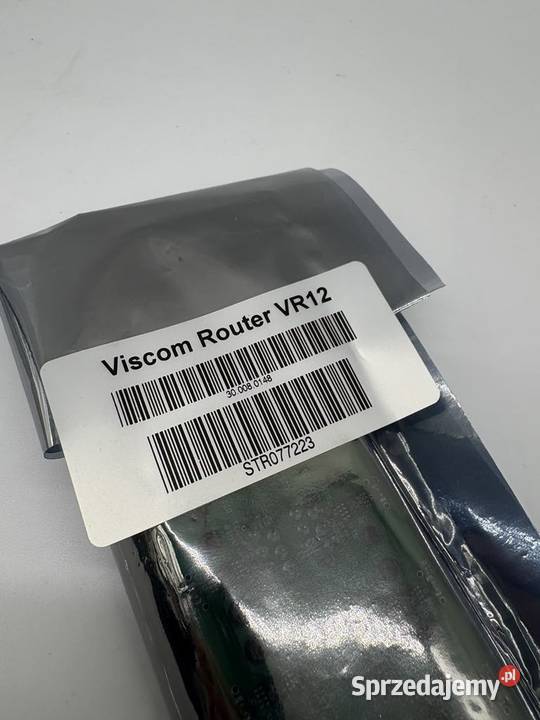 Viscom Router VR12
30.008.0148
STR077223
Sprzedajemy.pl